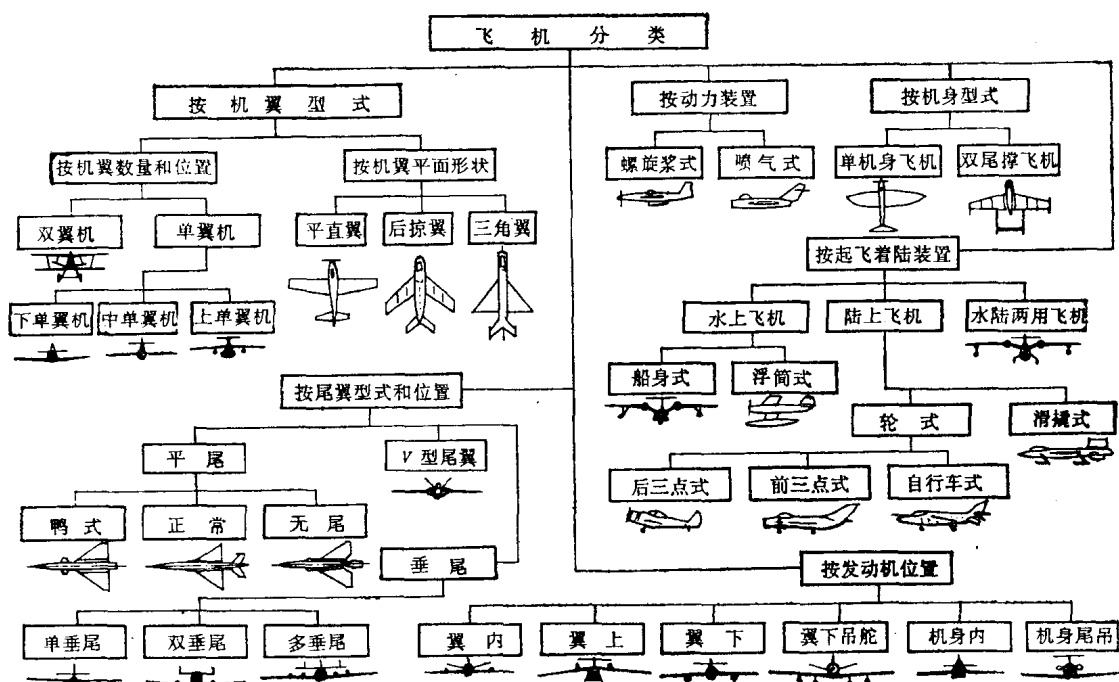 飞机分类
按机翼型式
按动力装置
按机身型式
按机翼数量和位置
按机翼平面形状
螺旋浆式
喷气式
单机身飞机
双尾撑飞机
双翼机
单翼机
平直翼
后掠翼
三角翼
按起飞着陆装置
下单翼机
中单翼机
上单翼机
水上飞机
陆上飞机
水陆两用飞机
按尾翼型式和位置
船身式
浮筒式
轮式
滑撬式
平尾
V型尾翼
后三点式
前三点式
自行车式
鸭式
正常
无尾
垂尾
按发动机位置
单垂尾
双垂尾
多垂尾
翼内
翼上
翼下
翼下吊舱
机身内
机身尾吊